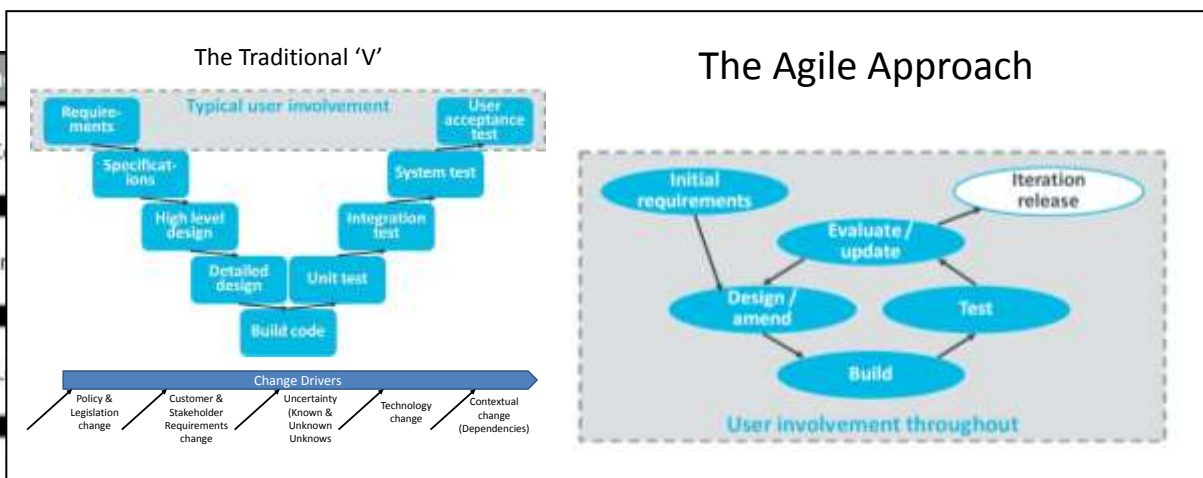 The Traditional ‘V’
Typical user involvement
Require-
ments
User
acceptance
test
Specificat-
ions
System test
High level
design
Integration
test
Detailed
design
Unit test
Build code
Change Drivers
Policy &
Legislation
change
Customer &
Stakeholder
Requirements
change
Uncertainty
(Known &
Unknown
Unknows
Technology
change
Contextual
change
(Dependencies)
The Agile Approach
Initial
requirements
Iteration
release
Evaluate /
update
Design /
amend
Test
Build
User involvement throughout